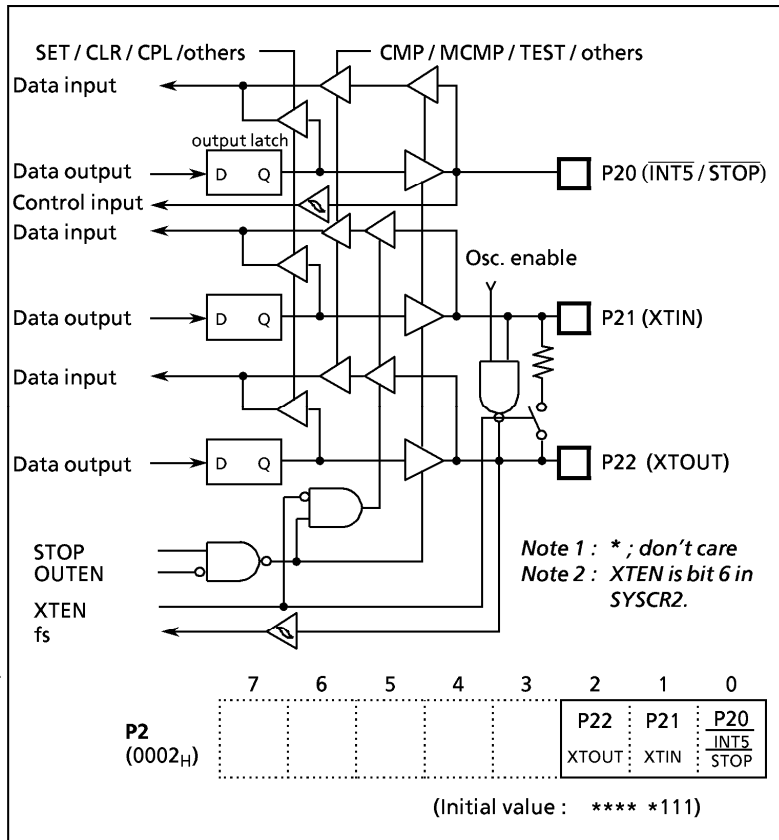 SET / CLR / CPL /others
CMP / MCMP / TEST / others
Data input
output latch
Data output
D Q
P20 (INT5 / STOP)
Control input
Data input
Osc. enable
Data output
D Q
P21 (XTIN)
Data input
Data output
D Q
P22 (XTOUT)
STOP
OUTEN
XTEN
fs
Note 1 : * ; don't care
Note 2 : XTEN is bit 6 in
SYSCR2.
7 6 5 4 3 2 1 0
P2
(0002H)
P22 P21 P20
XTOUT XTIN INT5
STOP
(Initial value : **** *111)